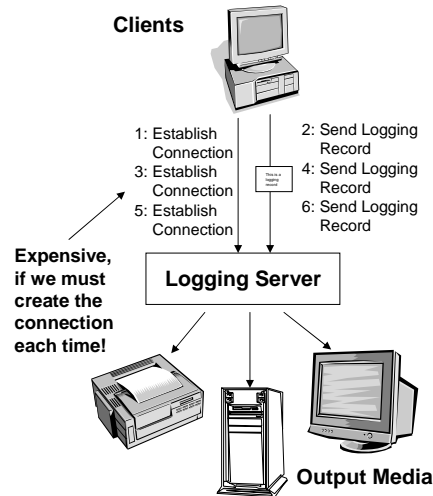 Clients
1: Establish
Connection
3: Establish
Connection
5: Establish
Connection
2: Send Logging
Record
4: Send Logging
Record
6: Send Logging
Record
This is a
logging
record
Expensive,
if we must
create the
connection
each time!
Logging Server
Output Media